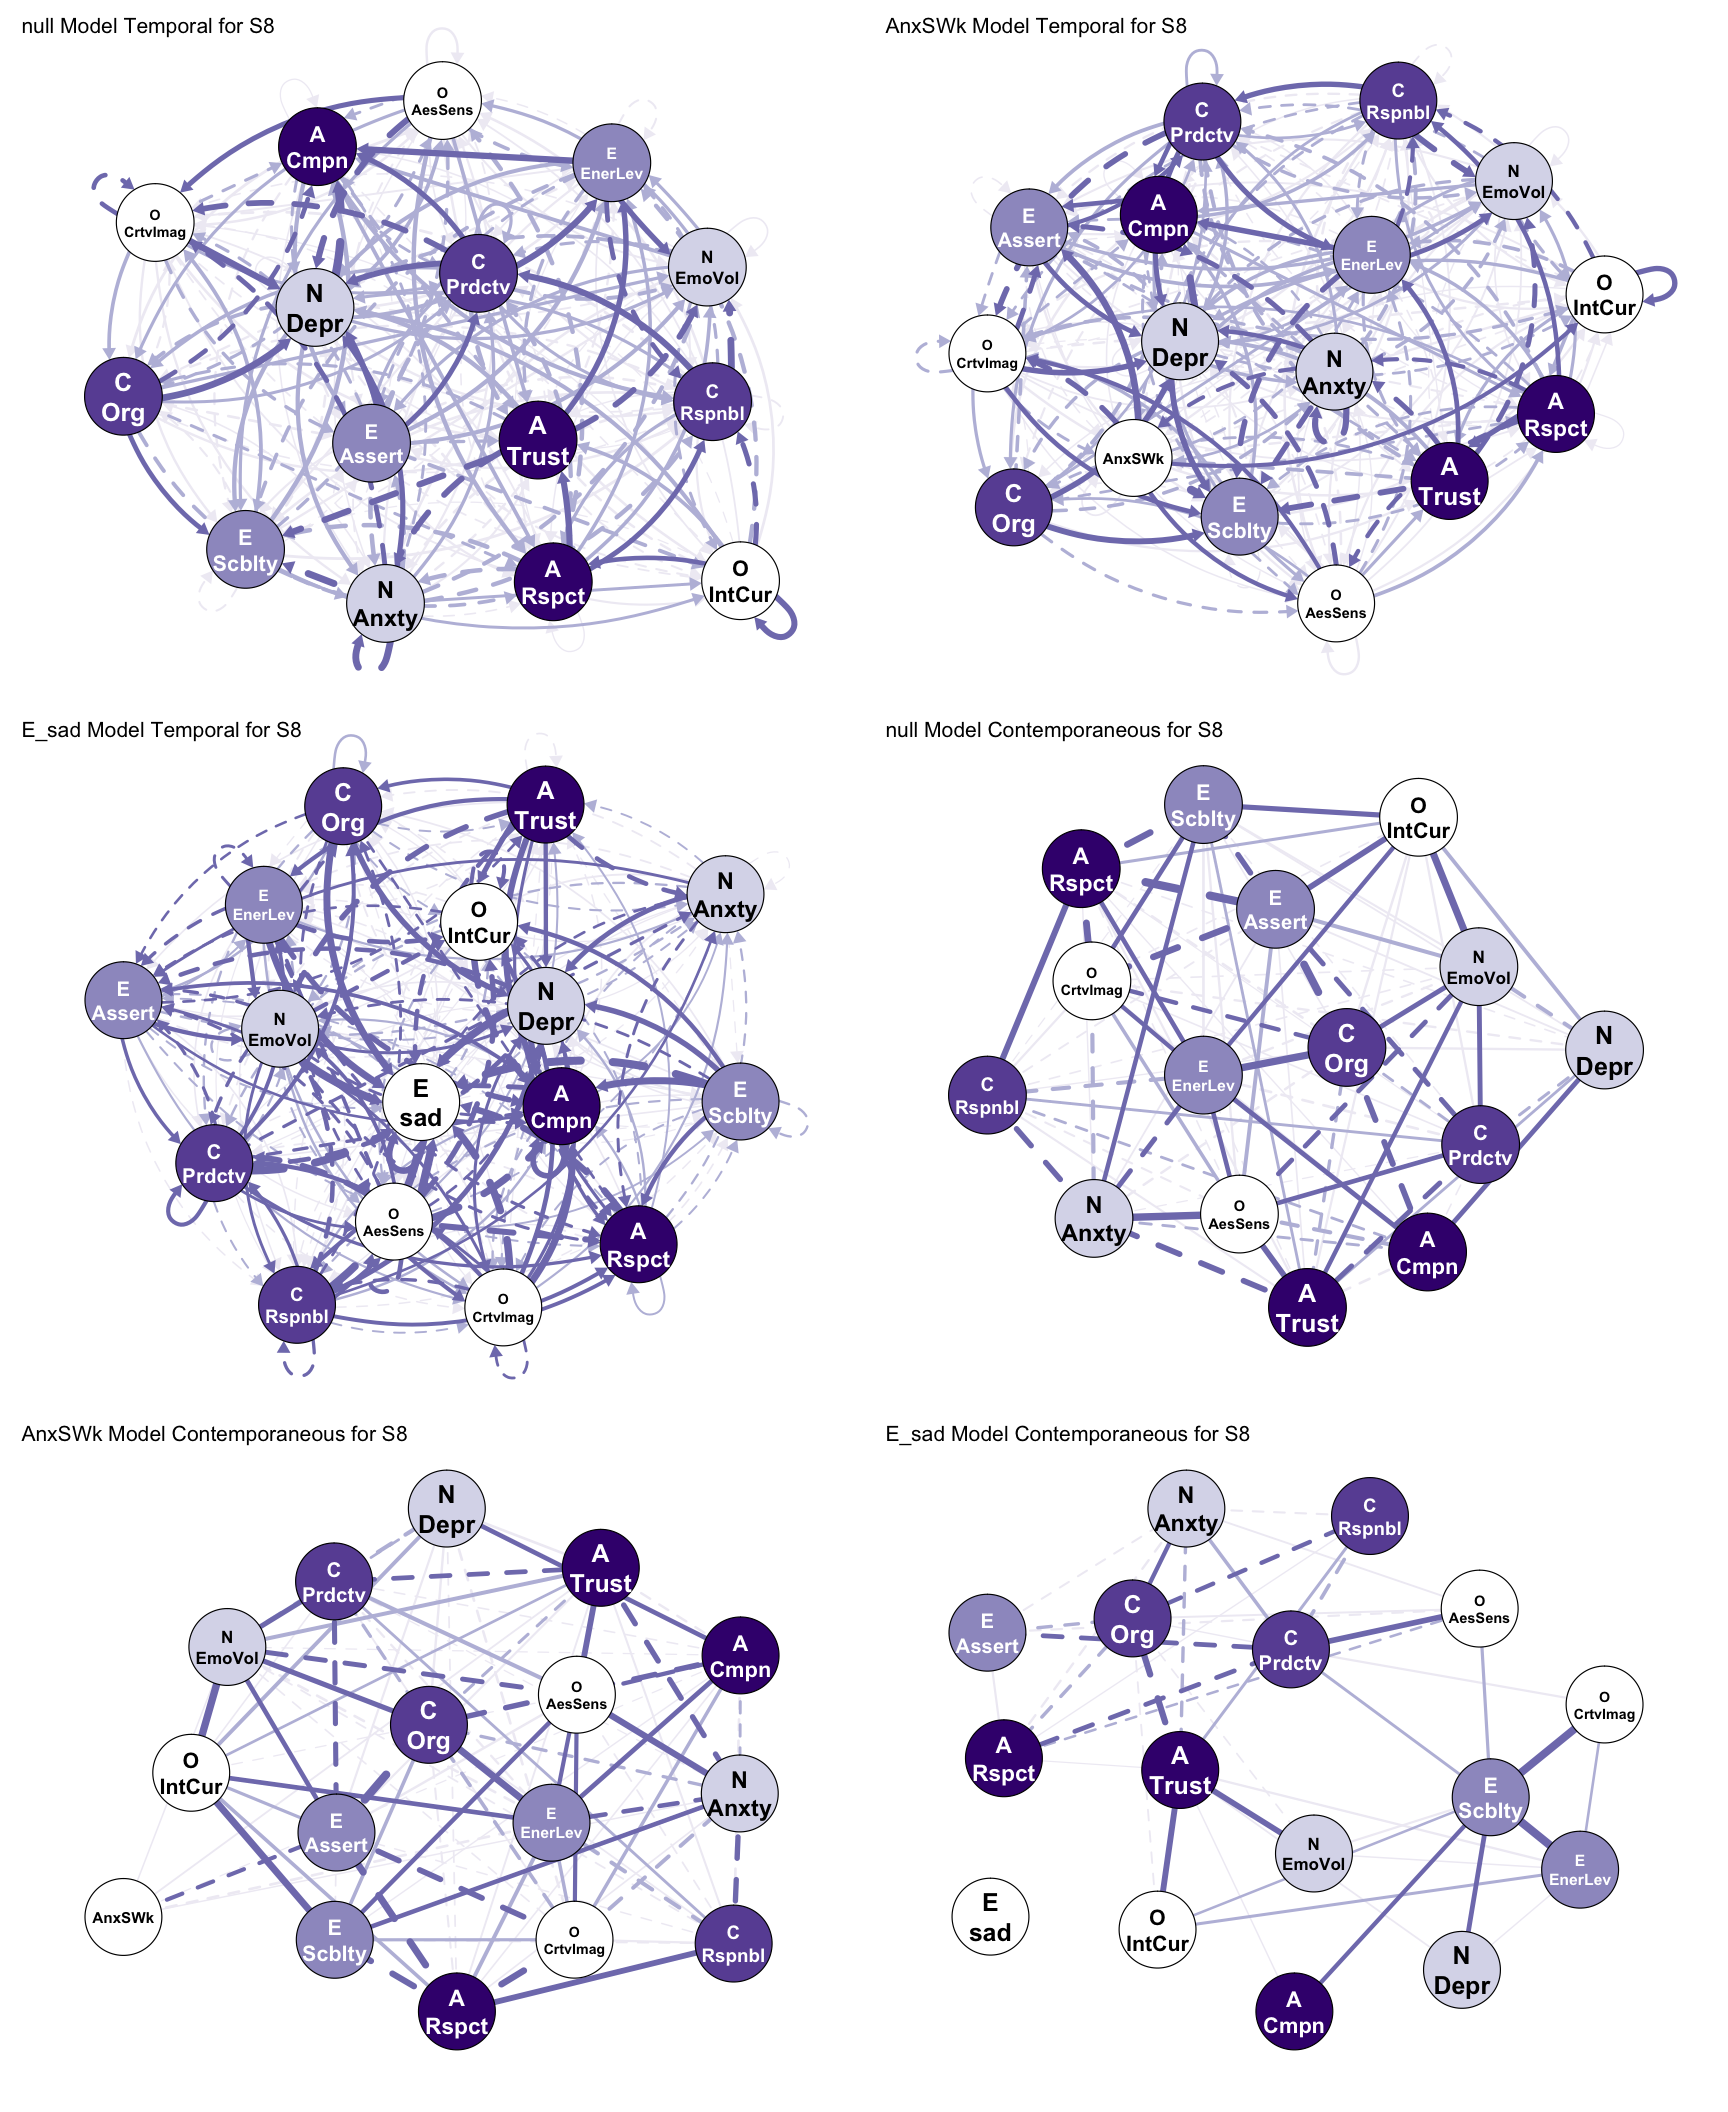 null Model Temporal for S8
O
AesSens
A
Cmpn
E
EnerLev
O
CrtvImag
N
EmoVol
C
Prdctv
N
Depr
C
Org
C
Rspnbl
E
Assert
A
Trust
E
Scblty
N
Anxty
A
Rspct
O
IntCur
AnxSWk Model Temporal for S8
C
Rspnbl
C
Prdctv
N
EmoVol
A
Cmpn
E
Assert
E
EnerLev
O
IntCur
O
CrtvImag
N
Depr
N
Anxty
A
Rspct
AnxSWk
A
Trust
C
Org
E
Scblty
O
AesSens
E_sad Model Temporal for S8
C
Org
A
Trust
N
Anxty
E
EnerLev
O
IntCur
E
Assert
N
EmoVol
N
Depr
E
sad
A
Cmpn
E
Scblty
C
Prdctv
O
AesSens
A
Rspct
C
Rspnbl
O
CrtvImag
null Model Contemporaneous for S8
E
Scblty
O
IntCur
A
Rspct
E
Assert
O
CrtvImag
N
EmoVol
C
Org
N
Depr
E
EnerLev
C
Rspnbl
C
Prdctv
N
Anxty
O
AesSens
A
Cmpn
A
Trust
AnxSWk Model Contemporaneous for S8
N
Depr
A
Trust
C
Prdctv
N
EmoVol
A
Cmpn
O
AesSens
C
Org
O
IntCur
N
Anxty
E
Assert
E
EnerLev
AnxSWk
E
Scblty
O
CrtvImag
C
Rspnbl
A
Rspct
E_sad Model Contemporaneous for S8
N
Anxty
C
Rspnbl
O
AesSens
C
Org
E
Assert
C
Prdctv
O
CrtvImag
A
Rspct
A
Trust
E
Scblty
N
EmoVol
E
EnerLev
E
sad
O
IntCur
N
Depr
A
Cmpn